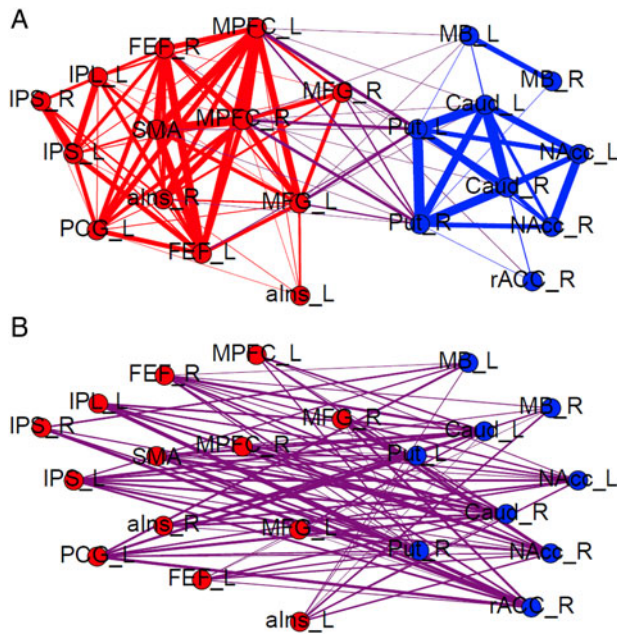 A
MPFC_L
FEF_R
MB_L
IPL_L
MB_R
IPS_R
MFG_R
Caud_L
SMA
MPFC_R
Put_L
IPS_L
NAcc_L
aIns_R
Caud_R
MFG_L
PCG_L
Put_R
NAcc_R
FEF_L
rACC_R
aIns_L
B
MPFC_L
FEF_R
MB_L
IPL_L
MB_R
IPS_R
MFG_R
Caud_L
SMA
MPFC_R
Put_L
IPS_L
NAcc_L
aIns_R
Caud_R
MFG_L
PCG_L
Put_R
NAcc_R
FEF_L
rACC_R
aIns_L